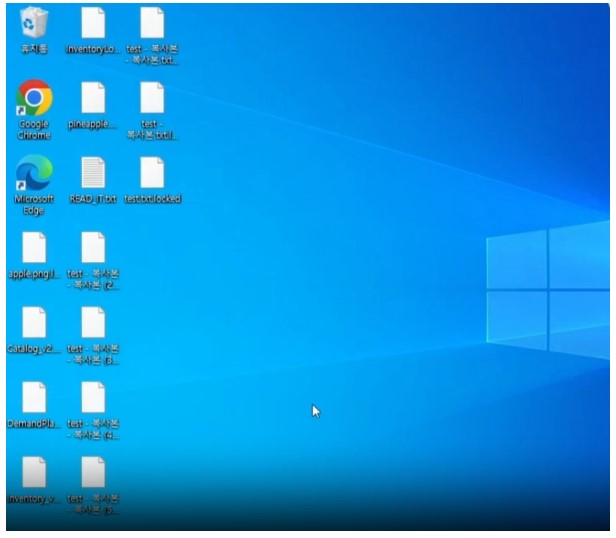 휴지통
InventoryLo...
test - 복사본
- 복사본.txt...
Google
Chrome
pineapple....
test -
복사본.txt.l...
Microsoft
Edge
READ_IT.txt
test.txt.locked
apple.png.l...
test - 복사본
- 복사본 (2...
Catalog_v2....
test - 복사본
- 복사본 (3...
DemandPla...
test - 복사본
- 복사본 (4...
Inventory_v...
test - 복사본
- 복사본 (5...